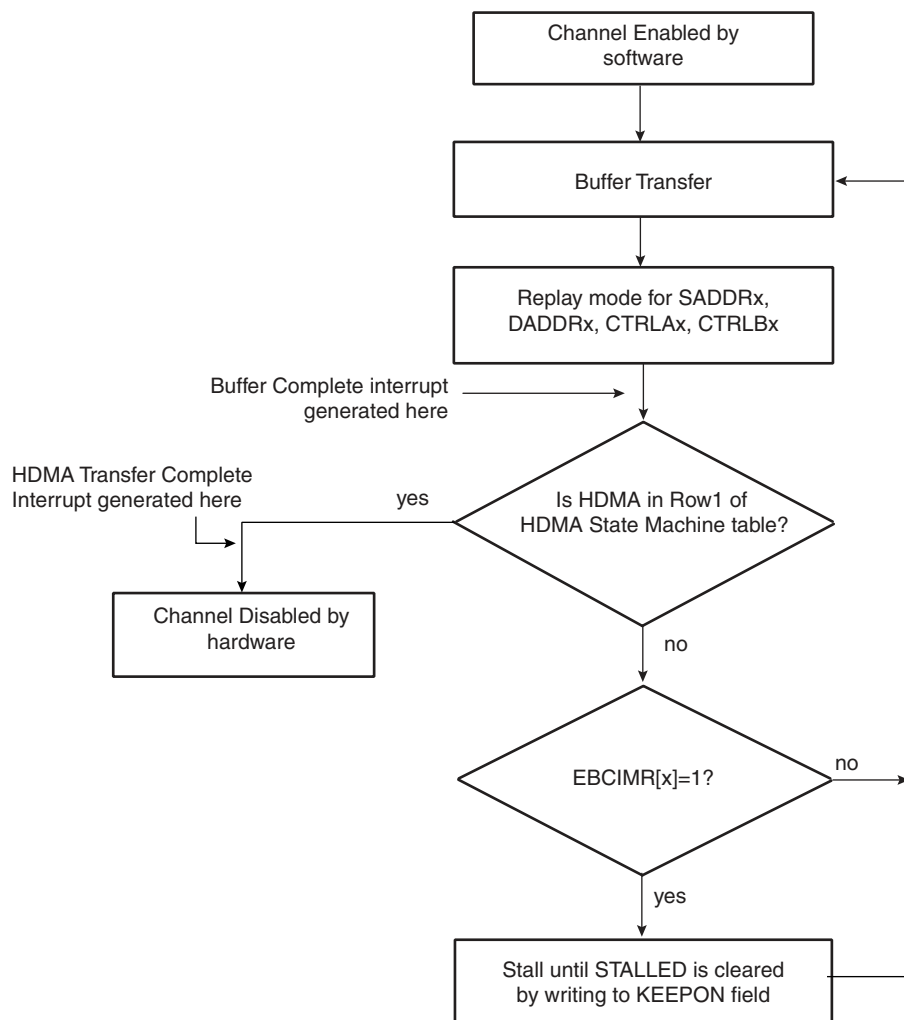 Channel Enabled by
software
Buffer Transfer
Replay mode for SADDRx,
DADDRx, CTRLAx, CTRLBx
Buffer Complete interrupt
generated here
HDMA Transfer Complete
Interrupt generated here
yes
Is HDMA in Row1 of
HDMA State Machine table?
Channel Disabled by
hardware
no
EBCIMR[x]=1?
no
yes
Stall until STALLED is cleared
by writing to KEEPON field